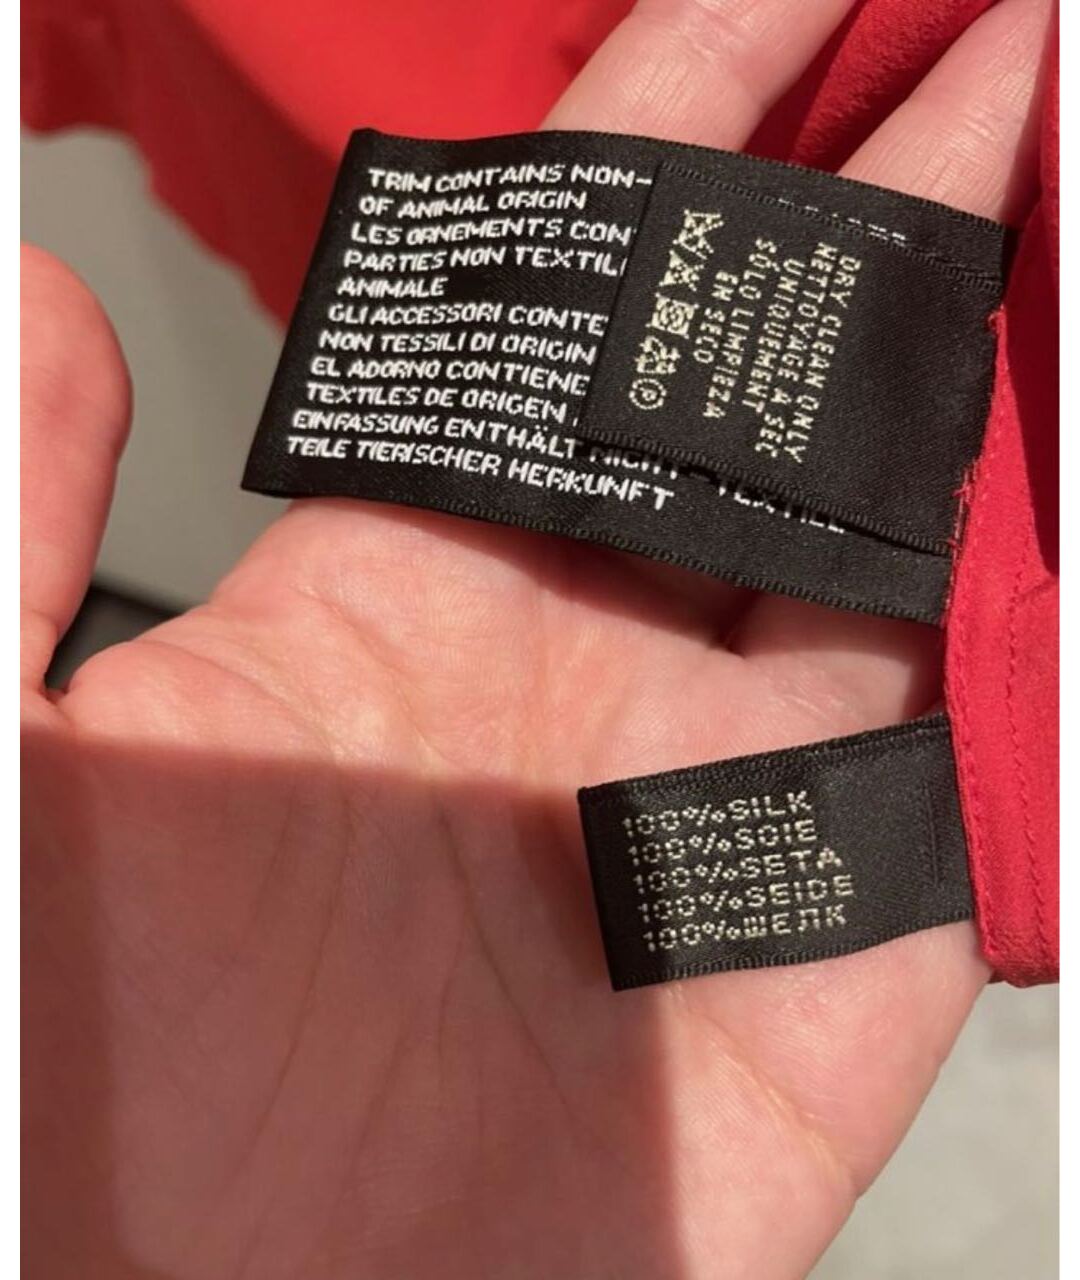 TRIM CONTAINS NON-
OF ANIMAL ORIGIN
LES ORNEMENTS CON
PARTIES NON TEXTIL
ANIMALE
GLI ACCESSORI CONTE
NON TESSILI DI ORIGIN
EL ADORNO CONTIENE
TEXTILES DE ORIGEN
EINFASSUNG ENTHÄLT NICHT-TEXTILE
TEILE TIERISCHER HERKUNFT
DRY CLEAN ONLY
NETTOYAGE À SEC
UNIQUEMENT
SÓLO LIMPIEZA
EN SECO
P
100%SILK
100%SOIE
100%SETA
100%SEIDE
100%ШЕЛК